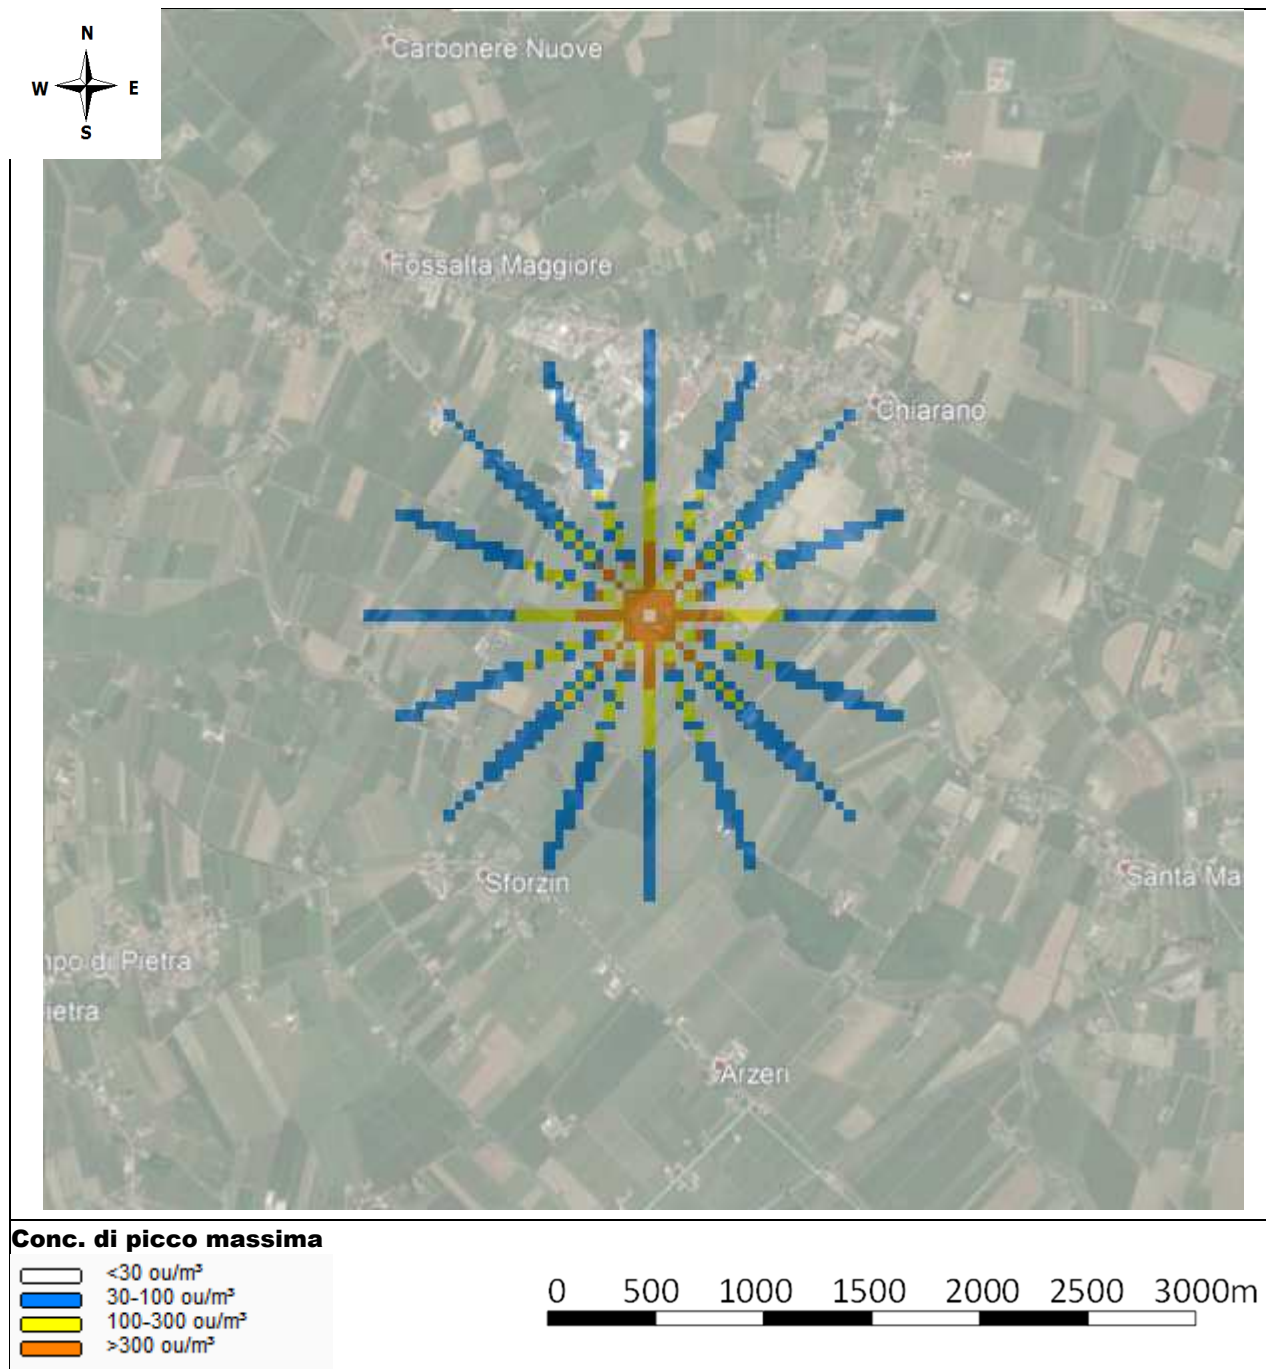 N
W E
S
Carbonere Nuove
Fossalta Maggiore
Chiarano
Sforzin
Santa Ma
mpo di Pietra
ietra
Arzeri
Conc. di picco massima
<30 ou/m³
30-100 ou/m³
100-300 ou/m³
>300 ou/m³
0 500 1000 1500 2000 2500 3000m